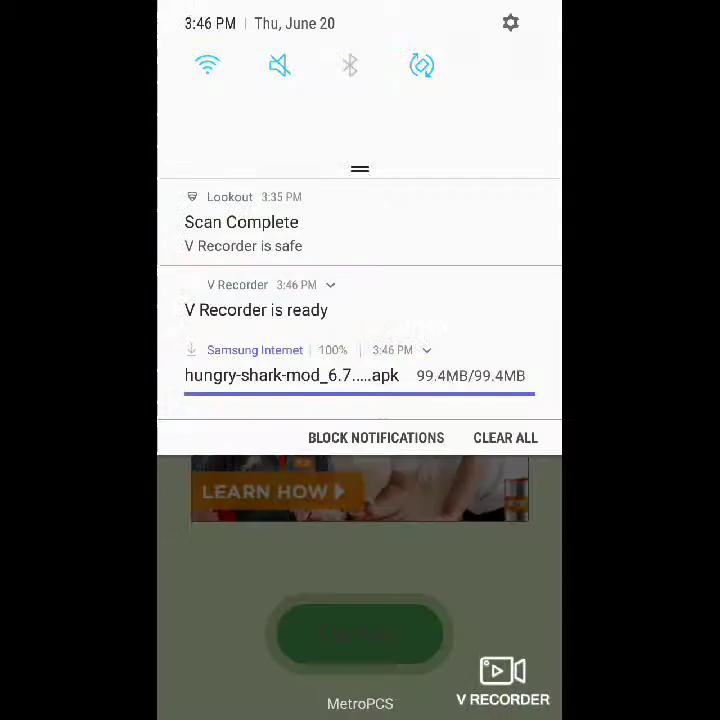 3:46 PM | Thu, June 20
Lookout 3:35 PM
Scan Complete
V Recorder is safe
V Recorder 3:46 PM
V Recorder is ready
Samsung Internet | 100% | 3:46 PM
hungry-shark-mod_6.7.....apk 99.4MB/99.4MB
BLOCK NOTIFICATIONS CLEAR ALL
LEARN HOW
V RECORDER
MetroPCS